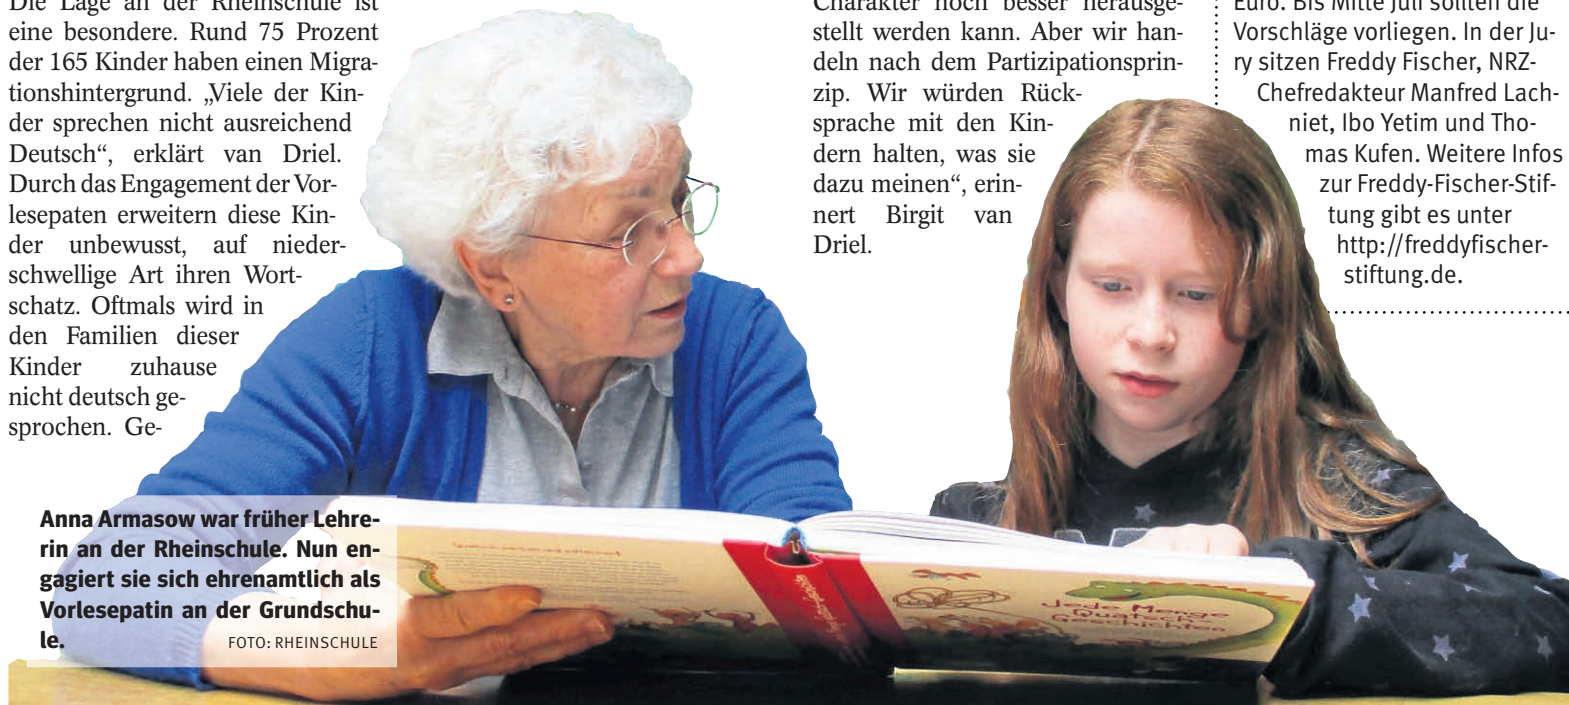 Die Lage an der Rheinschule ist
eine besondere. Rund 75 Prozent
der 165 Kinder haben einen Migra-
tionshintergrund. „Viele der Kin-
der sprechen nicht ausreichend
Deutsch“, erklärt van Driel.
Durch das Engagement der Vor-
lesepaten erweitern diese Kin-
der unbewusst, auf nieder-
schwellige Art ihren Wort-
schatz. Oftmals wird in
den Familien dieser
Kinder zuhause
nicht deutsch ge-
sprochen. Ge-
Charakter noch besser herausge-
stellt werden kann. Aber wir han-
deln nach dem Partizipationsprin-
zip. Wir würden Rück-
sprache mit den Kin-
dern halten, was sie
dazu meinen“, erin-
nert Birgit van
Driel.
Euro. Bis Mitte Juli sollten die
Vorschläge vorliegen. In der Ju-
ry sitzen Freddy Fischer, NRZ-
Chefredakteur Manfred Lach-
niet, Ibo Yetim und Tho-
mas Kufen. Weitere Infos
zur Freddy-Fischer-Stif-
tung gibt es unter
http://freddyfischer-
stiftung.de.
Anna Armasow war früher Lehre-
rin an der Rheinschule. Nun en-
gagiert sie sich ehrenamtlich als
Vorlesepatin an der Grundschu-
le.
FOTO: RHEINSCHULE
Jede Menge
Quatsch
Geschichten